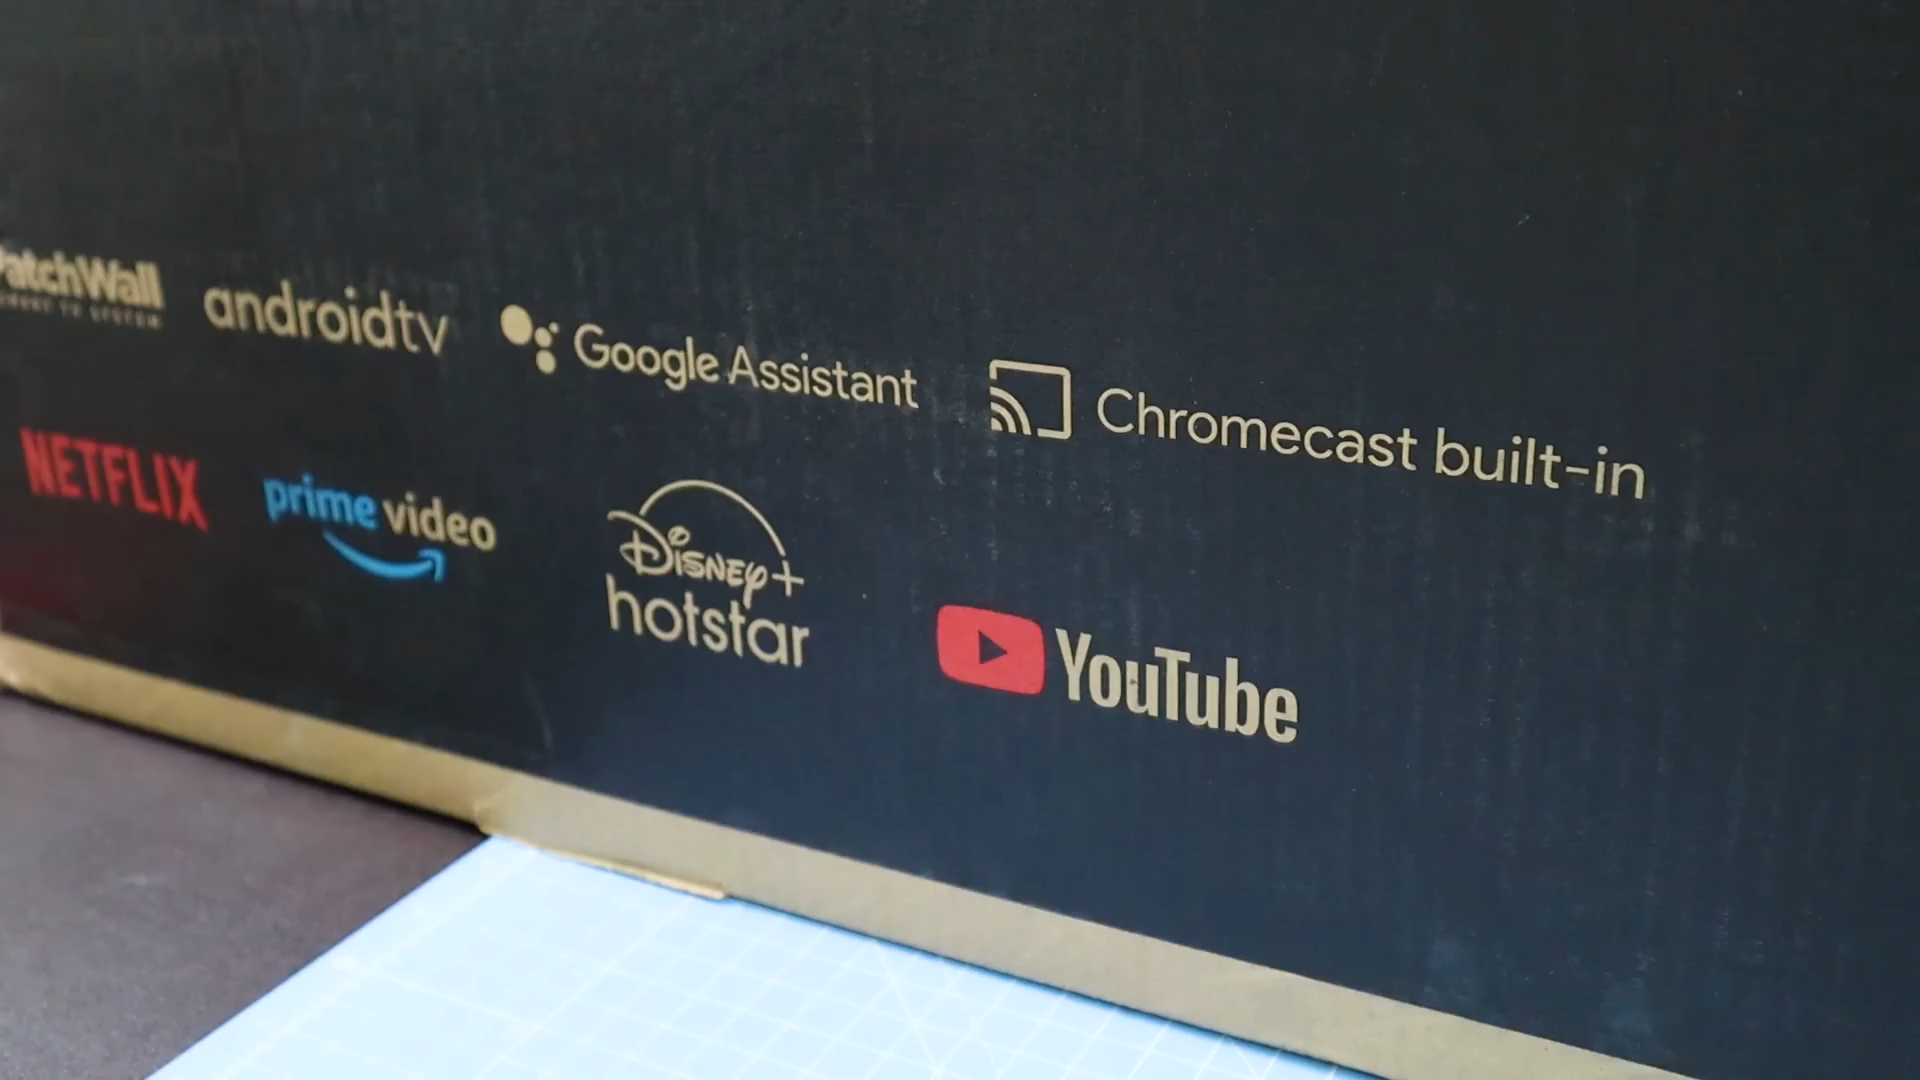 PatchWall androidtv Google Assistant Chromecast built-in
NETFLIX prime video Disney+ hotstar YouTube